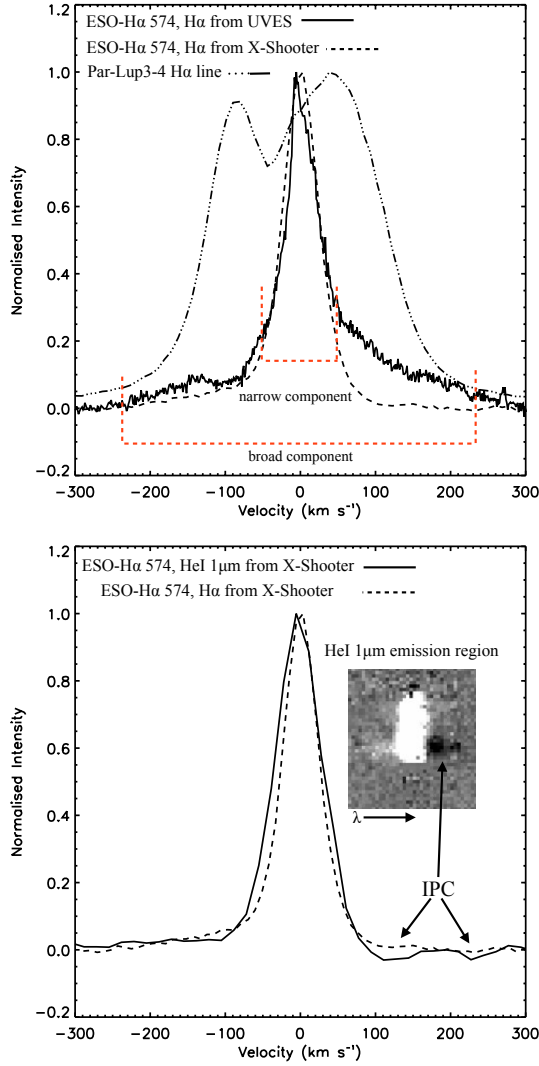 ESO-Hα 574, Hα from UVES
ESO-Hα 574, Hα from X-Shooter
Par-Lup3-4 Hα line
1.2
1.0
0.8
0.6
0.4
0.2
0.0
-0.2
Normalised Intensity
narrow component
broad component
-300
-200
-100
0
100
200
300
Velocity (km s⁻¹)
ESO-Hα 574, HeI 1μm from X-Shooter
ESO-Hα 574, Hα from X-Shooter
HeI 1μm emission region
λ
IPC
1.2
1.0
0.8
0.6
0.4
0.2
0.0
-0.2
Normalised Intensity
-300
-200
-100
0
100
200
300
Velocity (km s⁻¹)